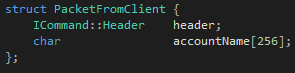 struct PacketFromClient {
    ICommand::Header    header;
    char                accountName[256];
};